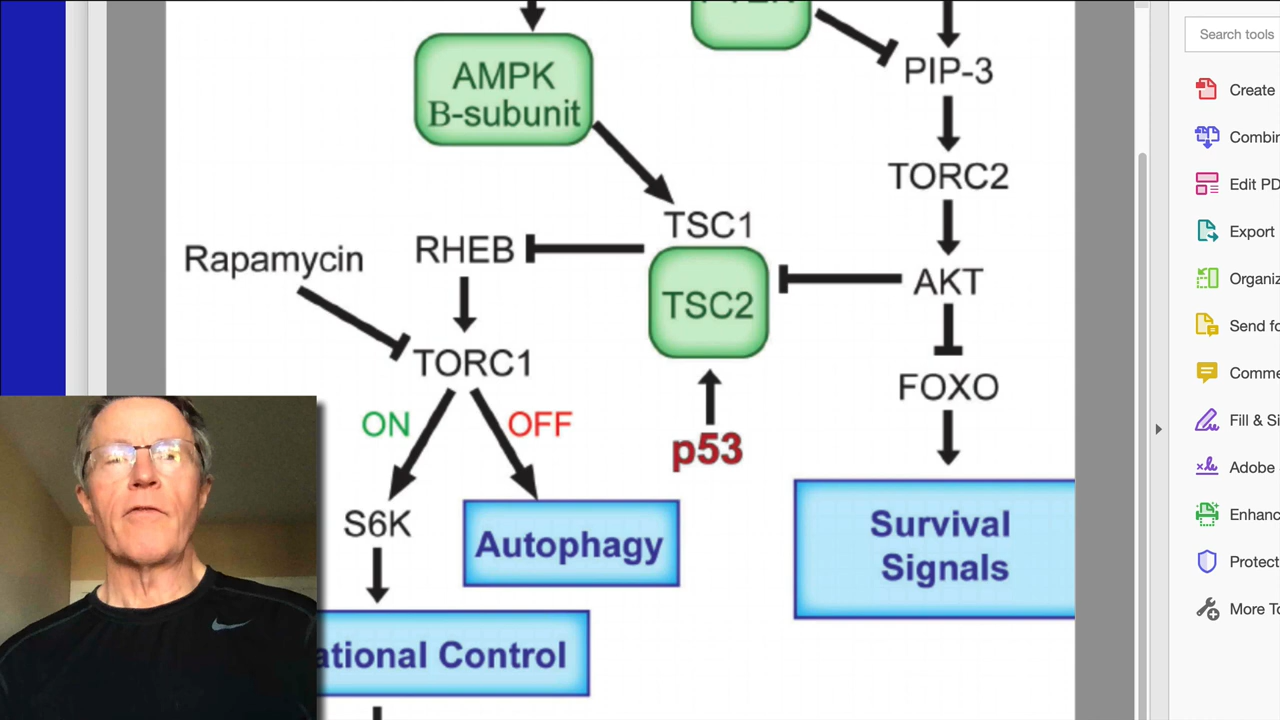 AMPK
B-subunit
PIP-3
TORC2
TSC1
RHEB
Rapamycin
TSC2
AKT
TORC1
FOXO
ON
OFF
p53
S6K
Autophagy
Survival
Signals
ational Control
Search tools
Create
Combin
Edit PD
Export
Organiz
Send fo
Comme
Fill & Si
Adobe
Enhanc
Protect
More To